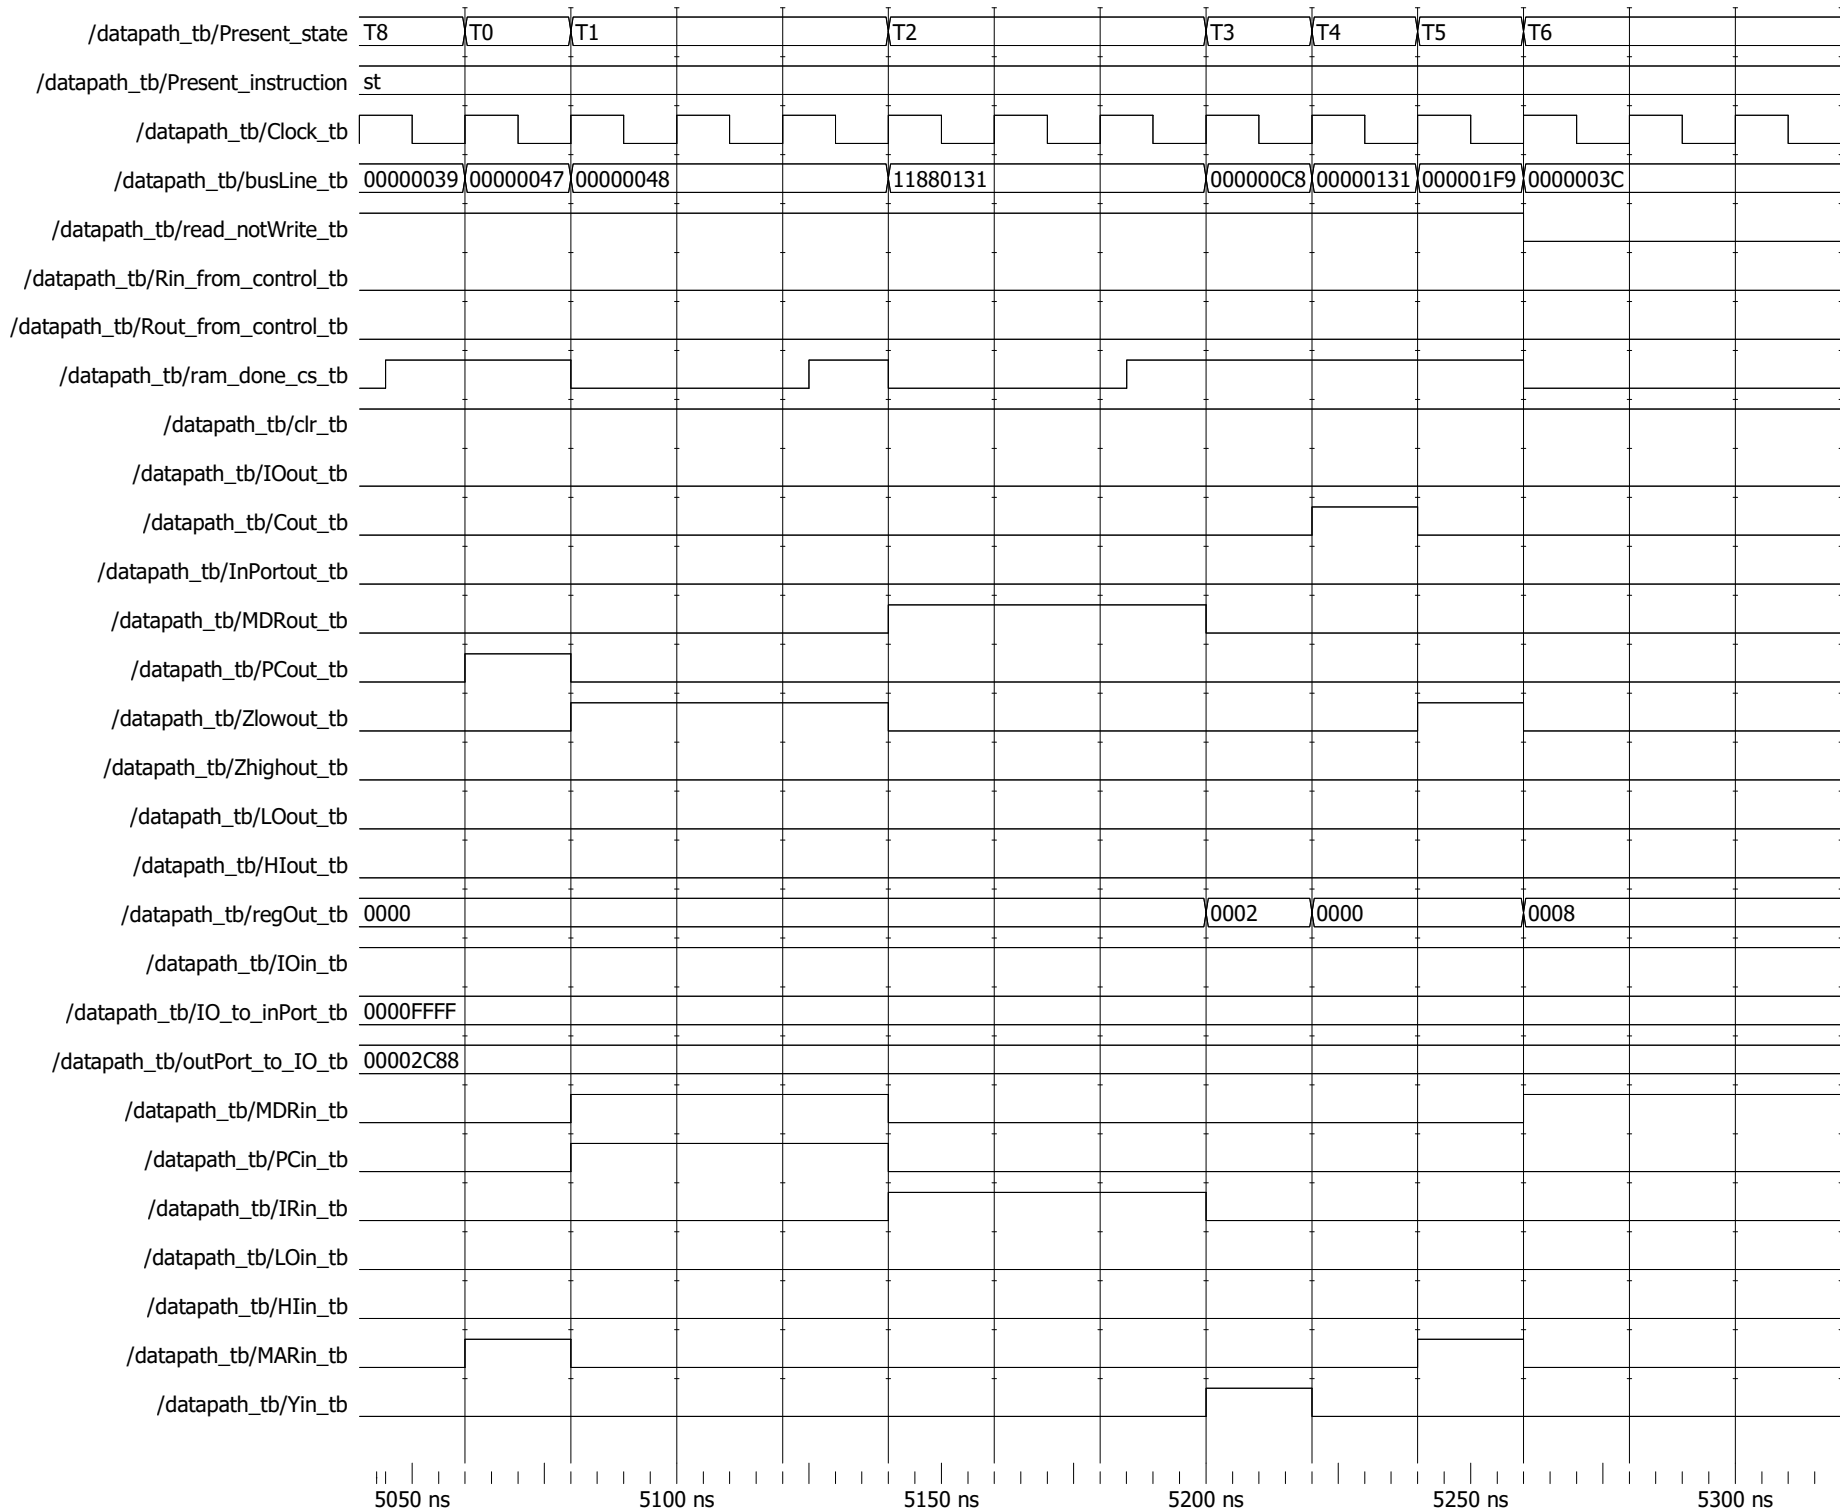 /datapath_tb/Present_state T8 T0 T1 T2 T3 T4 T5 T6
/datapath_tb/Present_instruction st
/datapath_tb/Clock_tb
/datapath_tb/busLine_tb 00000039 00000047 00000048 11880131 000000C8 00000131 000001F9 0000003C
/datapath_tb/read_notWrite_tb
/datapath_tb/Rin_from_control_tb
/datapath_tb/Rout_from_control_tb
/datapath_tb/ram_done_cs_tb
/datapath_tb/clr_tb
/datapath_tb/IOout_tb
/datapath_tb/Cout_tb
/datapath_tb/InPortout_tb
/datapath_tb/MDRout_tb
/datapath_tb/PCout_tb
/datapath_tb/Zlowout_tb
/datapath_tb/Zhighout_tb
/datapath_tb/LOout_tb
/datapath_tb/HIout_tb
/datapath_tb/regOut_tb 0000 0002 0000 0008
/datapath_tb/IOin_tb
/datapath_tb/IO_to_inPort_tb 0000FFFF
/datapath_tb/outPort_to_IO_tb 00002C88
/datapath_tb/MDRin_tb
/datapath_tb/PCin_tb
/datapath_tb/IRin_tb
/datapath_tb/LOin_tb
/datapath_tb/HIin_tb
/datapath_tb/MARin_tb
/datapath_tb/Yin_tb
5050 ns 5100 ns 5150 ns 5200 ns 5250 ns 5300 ns